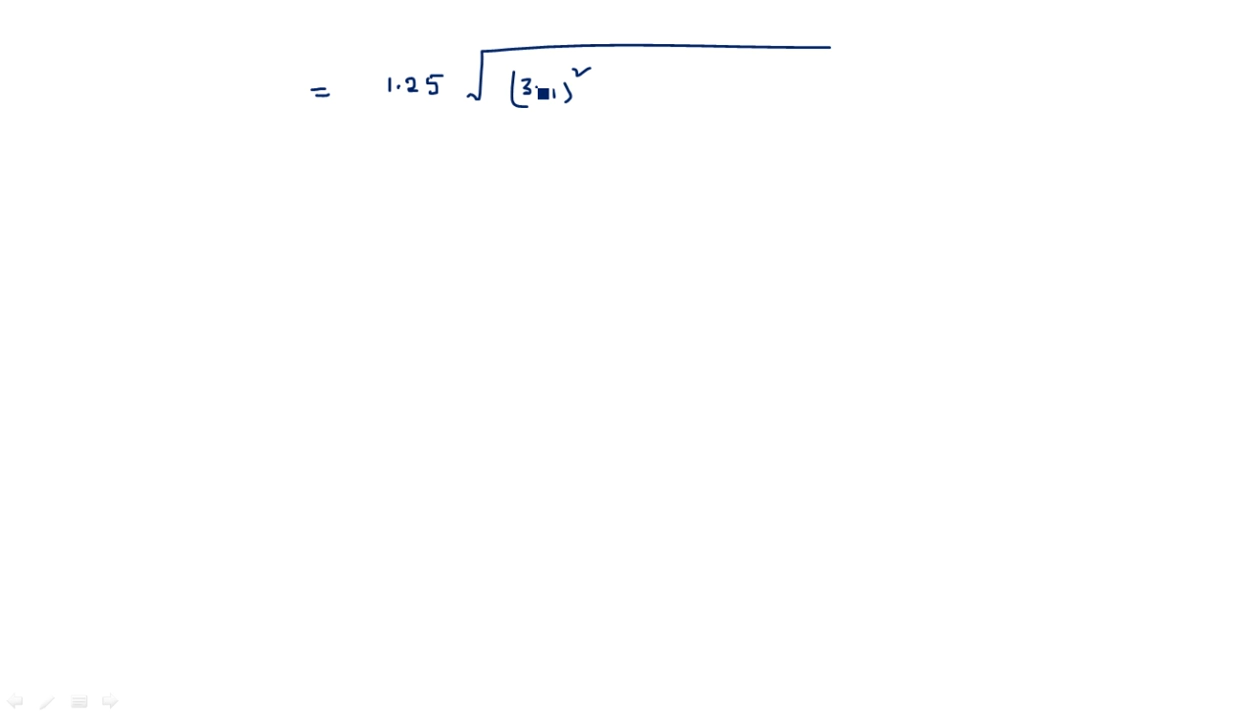 = 1.25 √(3.1)²